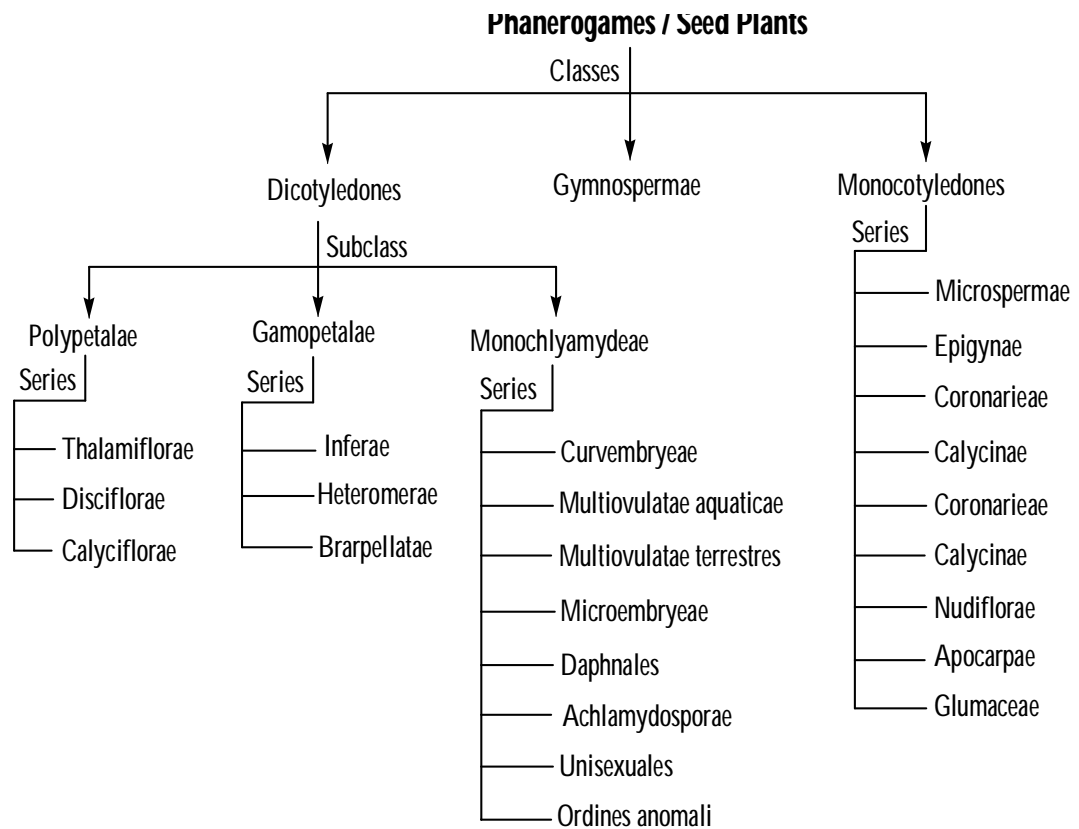 Phanerogames / Seed Plants
Classes
Dicotyledones
Gymnospermae
Monocotyledones
Subclass
Series
Polypetalae
Gamopetalae
Monochlyamydeae
Series
Thalamiflorae
Disciflorae
Calyciflorae
Series
Inferae
Heteromerae
Brarpellatae
Series
Curvembryeae
Multiovulatae aquaticae
Multiovulatae terrestres
Microembryeae
Daphnales
Achlamydosporae
Unisexuales
Ordines anomali
Microspermae
Epigynae
Coronarieae
Calycinae
Coronarieae
Calycinae
Nudiflorae
Apocarpae
Glumaceae